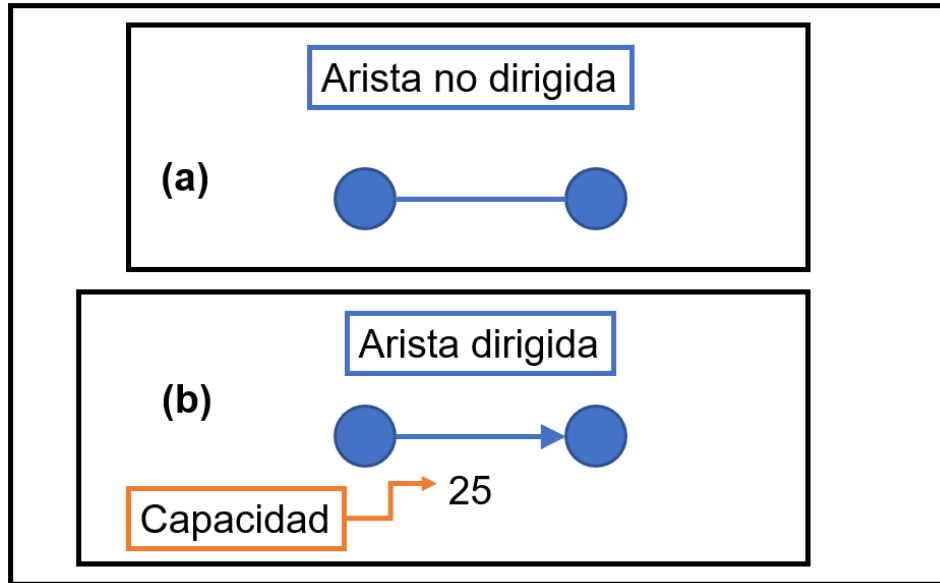 Arista no dirigida
(a)
Arista dirigida
(b)
25
Capacidad